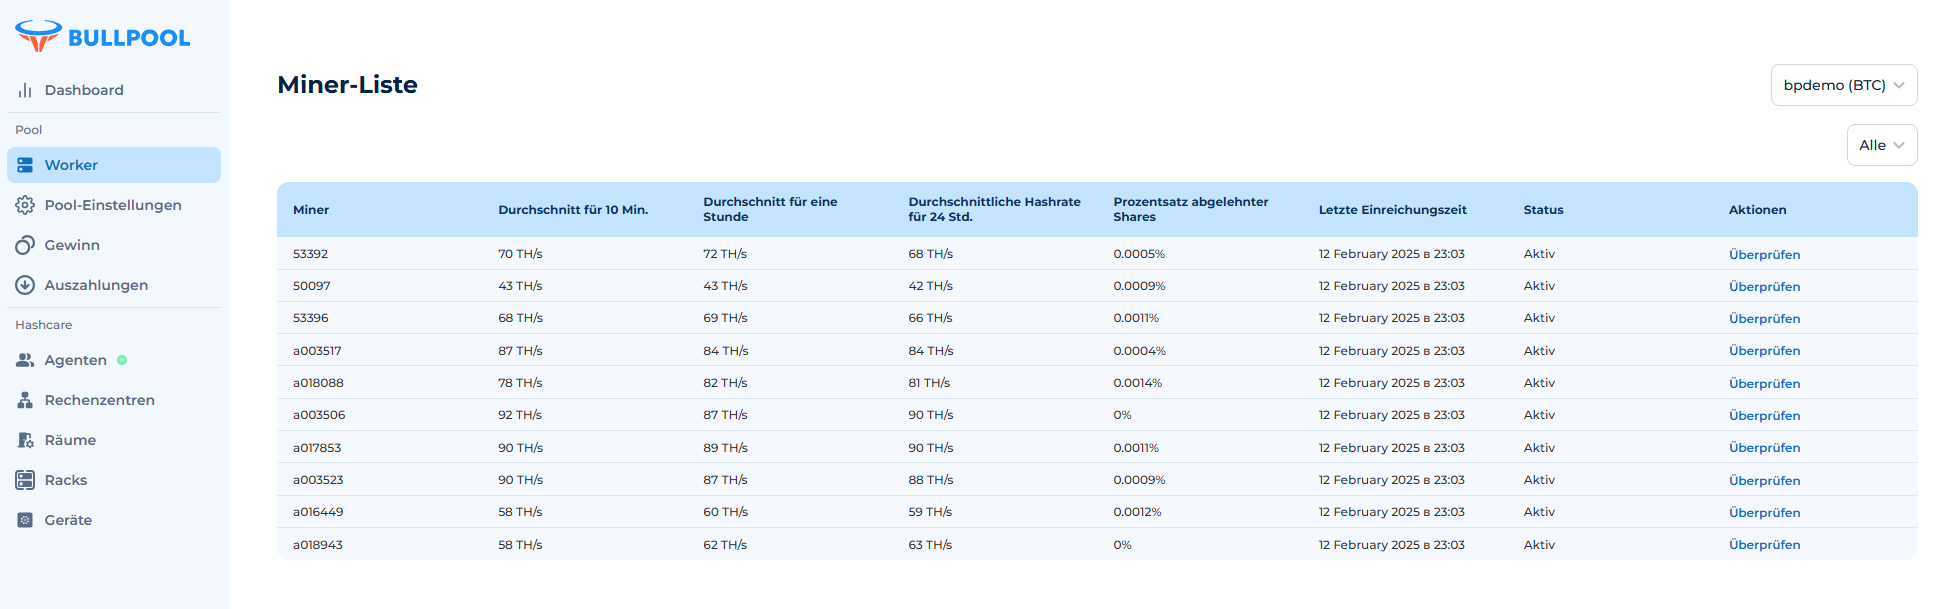 BULLPOOL
Dashboard
Pool
Worker
Pool-Einstellungen
Gewinn
Auszahlungen
Hashcare
Agenten
Rechenzentren
Räume
Racks
Geräte
Miner-Liste
bpdemo (BTC)
Alle
Miner Durchschnitt für 10 Min. Durchschnitt für eine Stunde Durchschnittliche Hashrate für 24 Std. Prozentsatz abgelehnter Shares Letzte Einreichungszeit Status Aktionen
53392 70 TH/s 72 TH/s 68 TH/s 0.0005% 12 February 2025 в 23:03 Aktiv Überprüfen
50097 43 TH/s 43 TH/s 42 TH/s 0.0009% 12 February 2025 в 23:03 Aktiv Überprüfen
53396 68 TH/s 69 TH/s 66 TH/s 0.0011% 12 February 2025 в 23:03 Aktiv Überprüfen
a003517 87 TH/s 84 TH/s 84 TH/s 0.0004% 12 February 2025 в 23:03 Aktiv Überprüfen
a018088 78 TH/s 82 TH/s 81 TH/s 0.0014% 12 February 2025 в 23:03 Aktiv Überprüfen
a003506 92 TH/s 87 TH/s 90 TH/s 0% 12 February 2025 в 23:03 Aktiv Überprüfen
a017853 90 TH/s 89 TH/s 90 TH/s 0.0011% 12 February 2025 в 23:03 Aktiv Überprüfen
a003523 90 TH/s 87 TH/s 88 TH/s 0.0009% 12 February 2025 в 23:03 Aktiv Überprüfen
a016449 58 TH/s 60 TH/s 59 TH/s 0.0012% 12 February 2025 в 23:03 Aktiv Überprüfen
a018943 58 TH/s 62 TH/s 63 TH/s 0% 12 February 2025 в 23:03 Aktiv Überprüfen